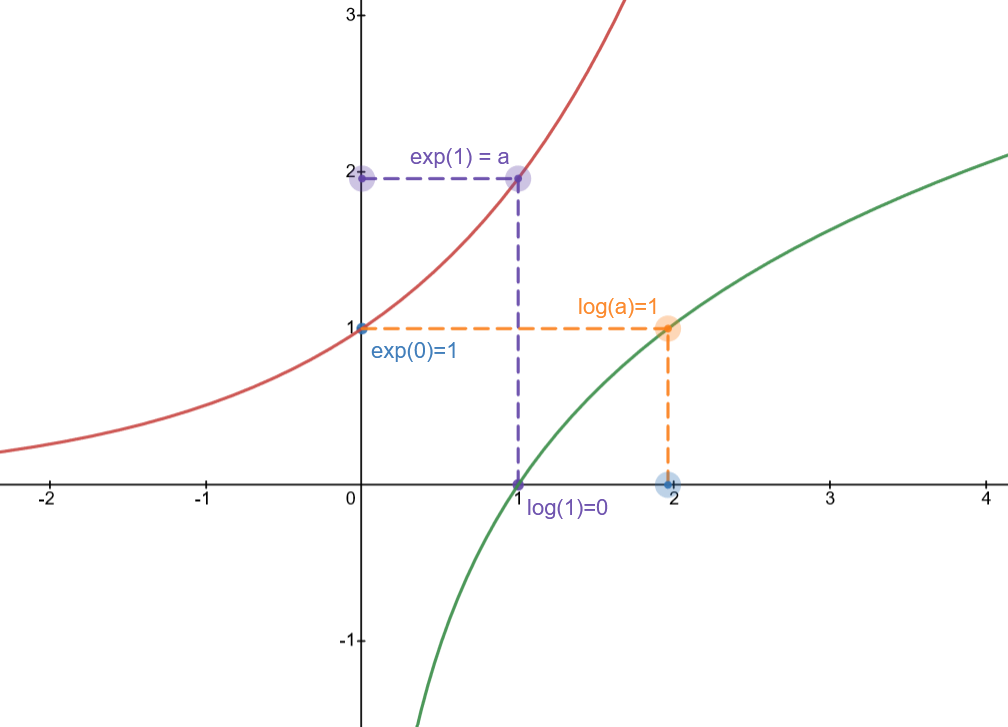 3
exp(1) = a
2
log(a)=1
1
exp(0)=1
-2 -1 0 1 2 3 4
log(1)=0
-1